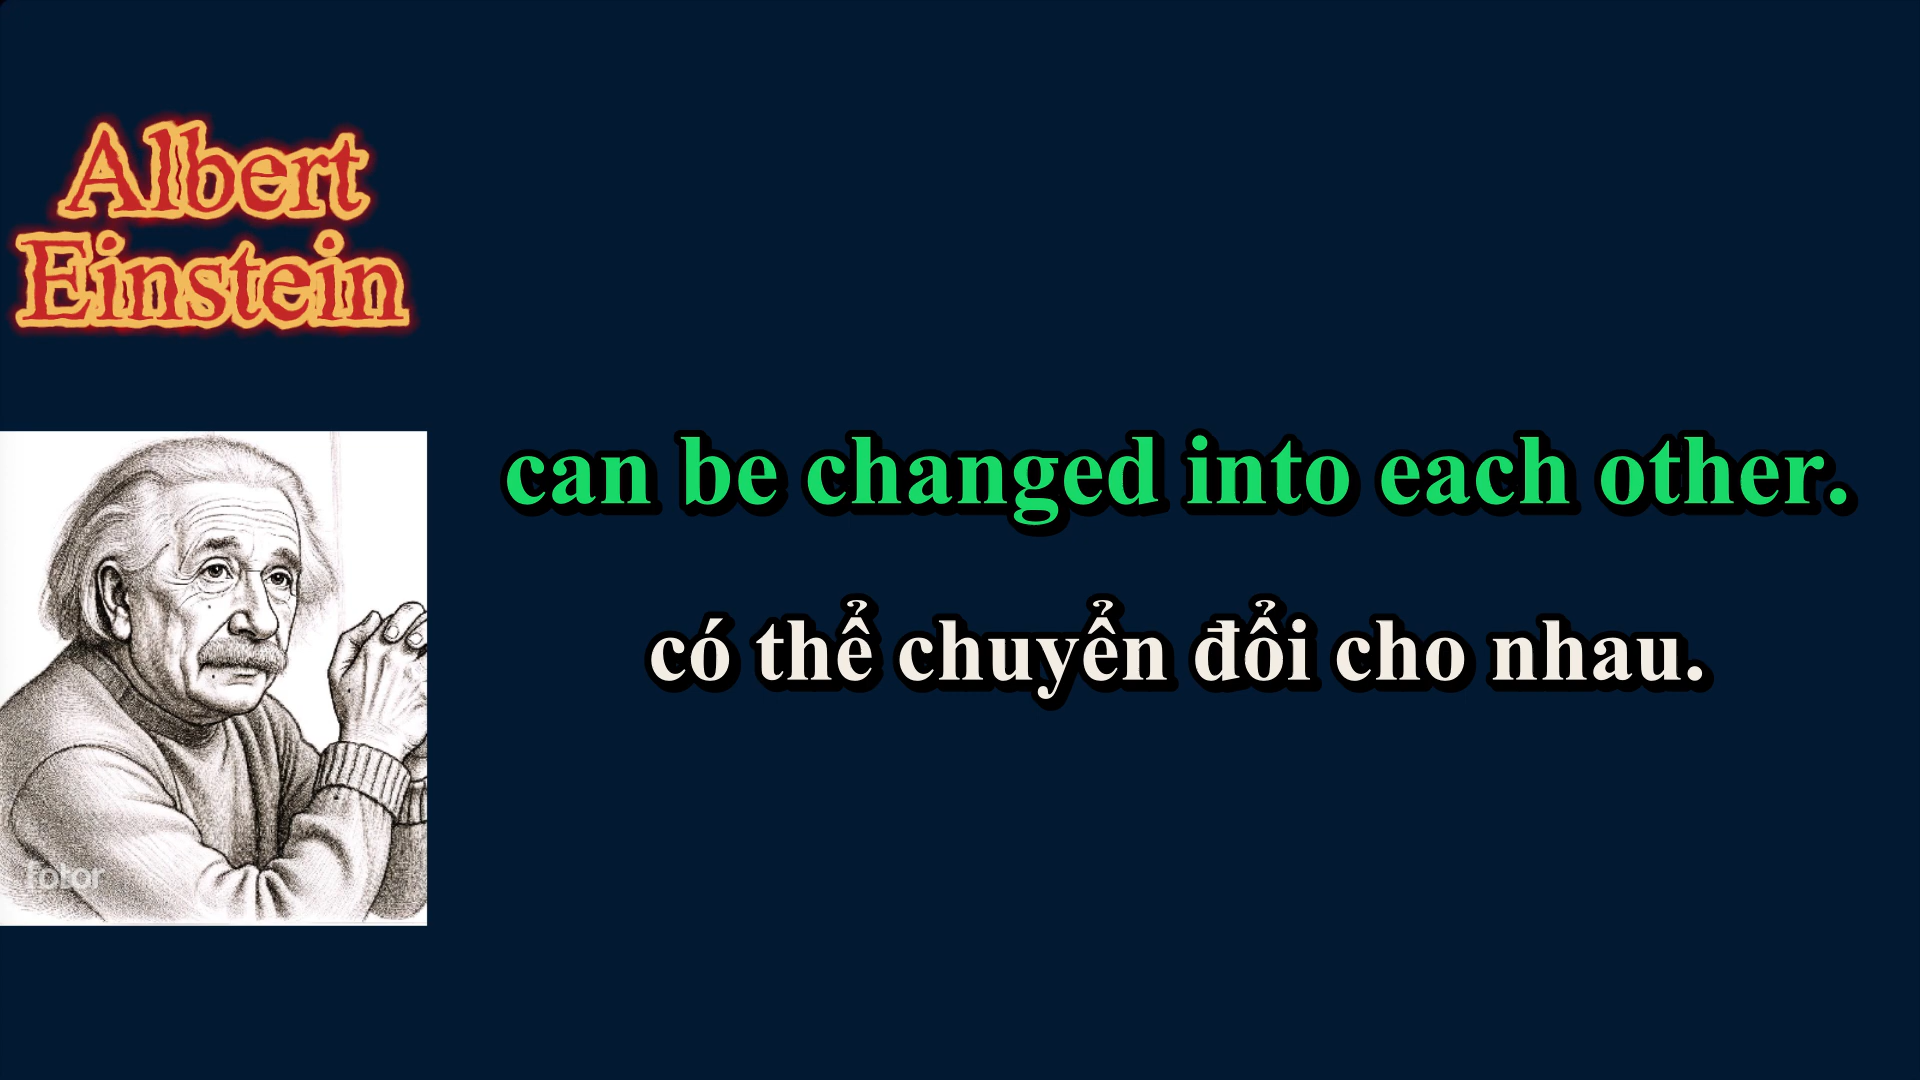 Albert
Einstein
can be changed into each other.
có thể chuyển đổi cho nhau.
fotor